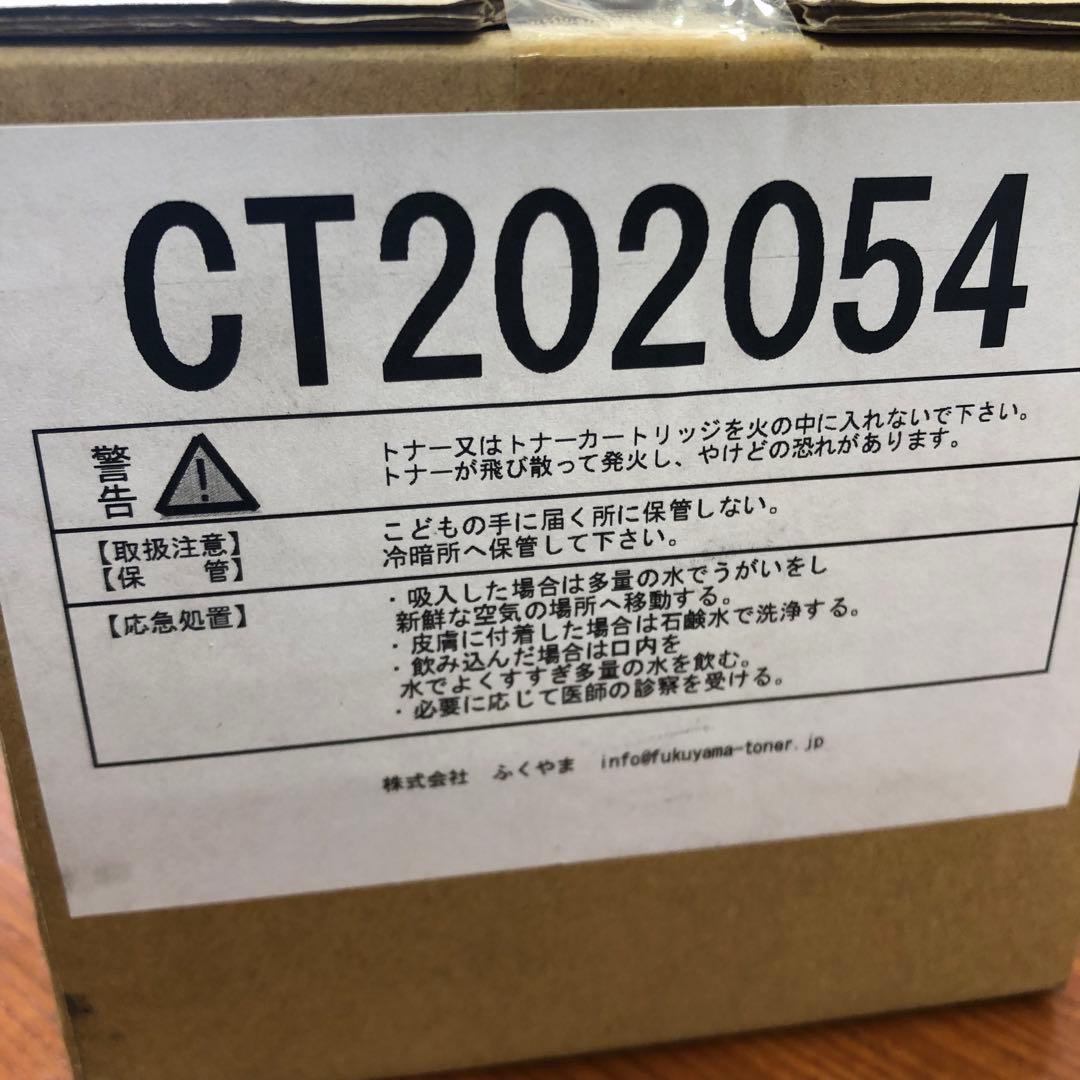 CT202054
警告
トナー又はトナーカートリッジを火の中に入れないで下さい。
トナーが飛び散って発火し、やけどの恐れがあります。
【取扱注意】
【保　　管】
こどもの手に届く所に保管しない。
冷暗所へ保管して下さい。
【応急処置】
・吸入した場合は多量の水でうがいをし
新鮮な空気の場所へ移動する。
・皮膚に付着した場合は石鹸水で洗浄する。
・飲み込んだ場合は口内を
水でよくすすぎ多量の水を飲む。
・必要に応じて医師の診察を受ける。
株式会社　ふくやま　info@fukuyama-toner.jp